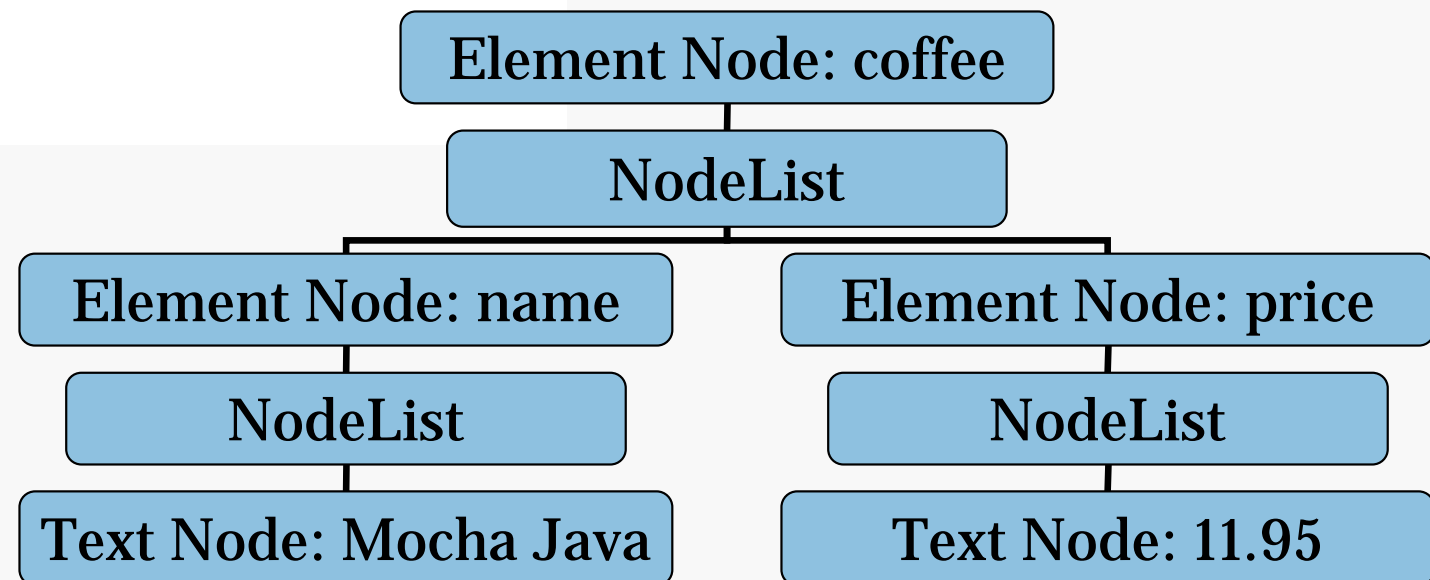 Element Node: coffee
NodeList
Element Node: name
Element Node: price
NodeList
NodeList
Text Node: Mocha Java
Text Node: 11.95